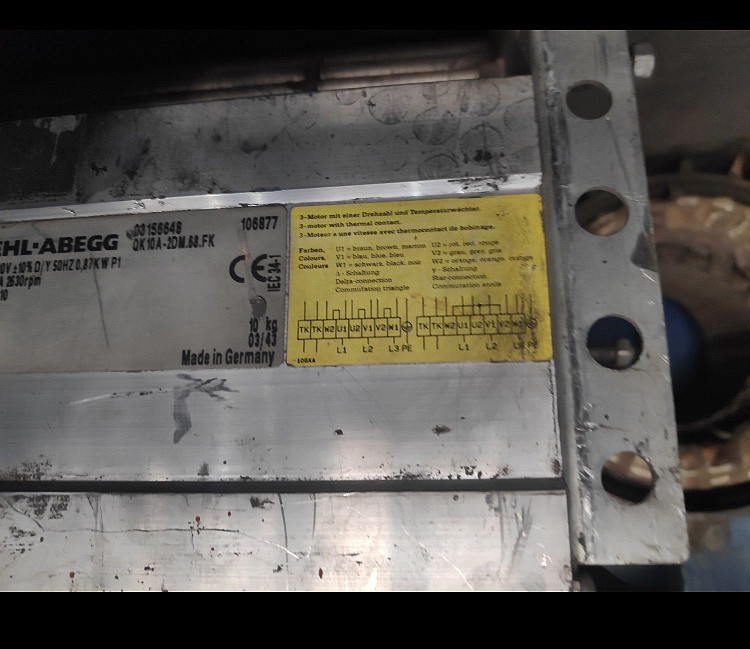 EHL-ABEGG
00156648
QK10A-2DM.68.FK
106877
0V ±10% D/Y 50HZ 0,87KW P1
A 2630rpm
10
CE
IEC 34-1
10 kg
03/43
Made in Germany
3~Motor mit einer Drehzahl und Temperaturwächter.
3~motor with thermal contact.
3~Moteur a une vitesse avec thermocontact de bobinage.
Farben,
Colours,
Couleurs
U1 = braun, brown, marron
V1 = blau, blue, bleu
W1 = schwarz, black, noir
U2 = rot, red, rouge
V2 = grau, grey, gris
W2 = orange, orange, orange
- Schaltung
Delta-connection
Commutation triangle
- Schaltung
Star-connection
Commutation etoile
TK TK W2 U1 U2 V1 V2 W1
L1 L2 L3 PE
TK TK W2 U2 V1 V2 W1
L1 L2 L3 PE
108XA